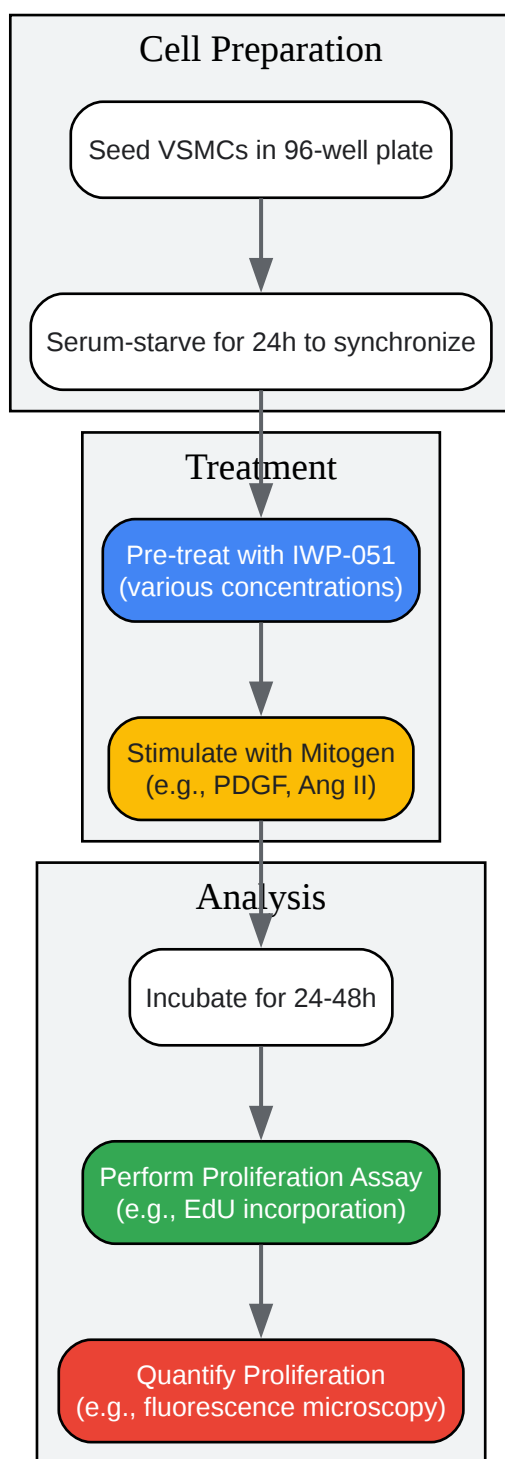 Cell Preparation
Seed VSMCs in 96-well plate
Serum-starve for 24h to synchronize
Treatment
Pre-treat with IWP-051
(various concentrations)
Stimulate with Mitogen
(e.g., PDGF, Ang II)
Analysis
Incubate for 24-48h
Perform Proliferation Assay
(e.g., EdU incorporation)
Quantify Proliferation
(e.g., fluorescence microscopy)